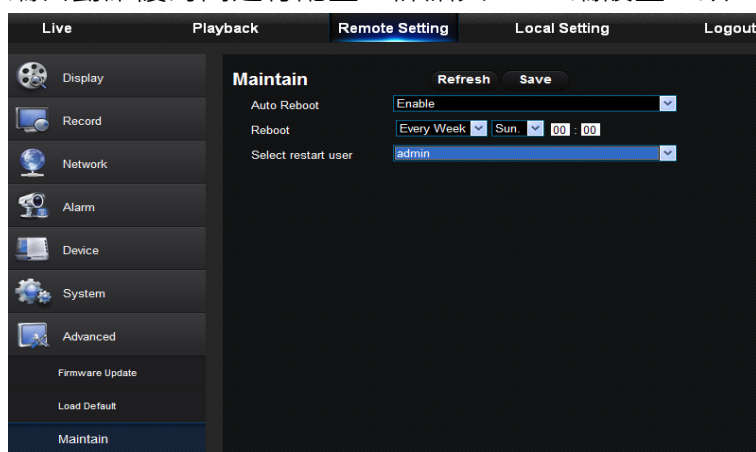 Live Playback Remote Setting Local Setting Logout
Display
Record
Network
Alarm
Device
System
Advanced
Firmware Update
Load Default
Maintain
Maintain Refresh Save
Auto Reboot Enable
Reboot Every Week Sun. 00 : 00
Select restart user admin